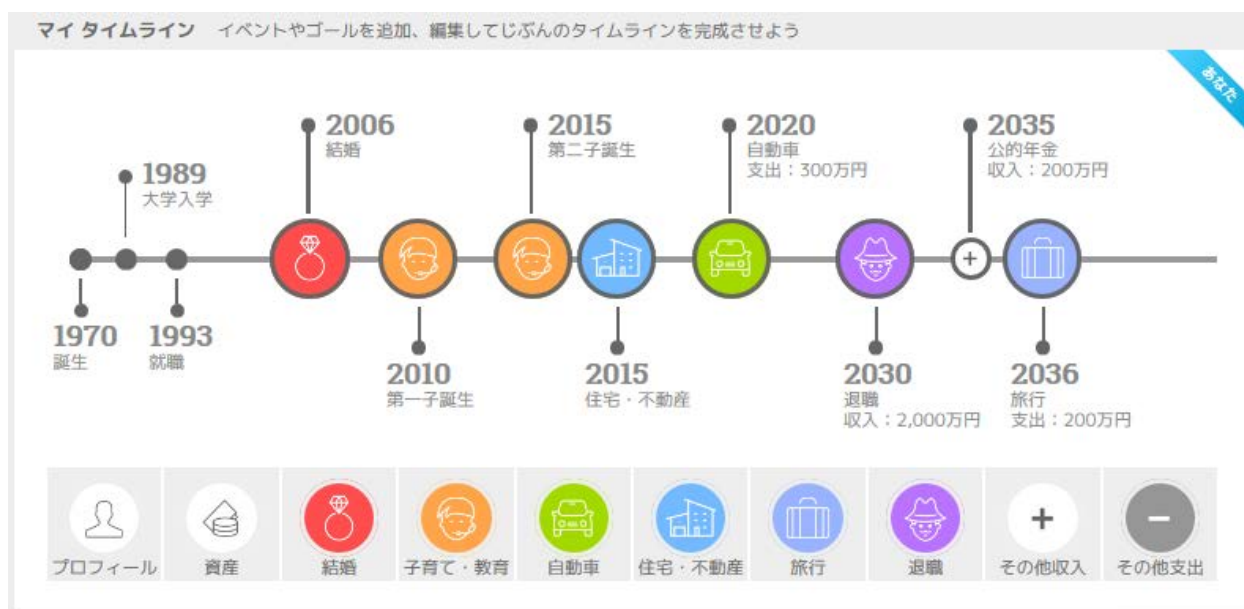 マイ タイムライン イベントやゴールを追加、編集してじぶんのタイムラインを完成させよう
あなた
1970
誕生
1989
大学入学
1993
就職
2006
結婚
2010
第一子誕生
2015
第二子誕生
2015
住宅・不動産
2020
自動車
支出：300万円
2030
退職
収入：2,000万円
2035
公的年金
収入：200万円
+
2036
旅行
支出：200万円
プロフィール
資産
結婚
子育て・教育
自動車
住宅・不動産
旅行
退職
+
その他収入
−
その他支出